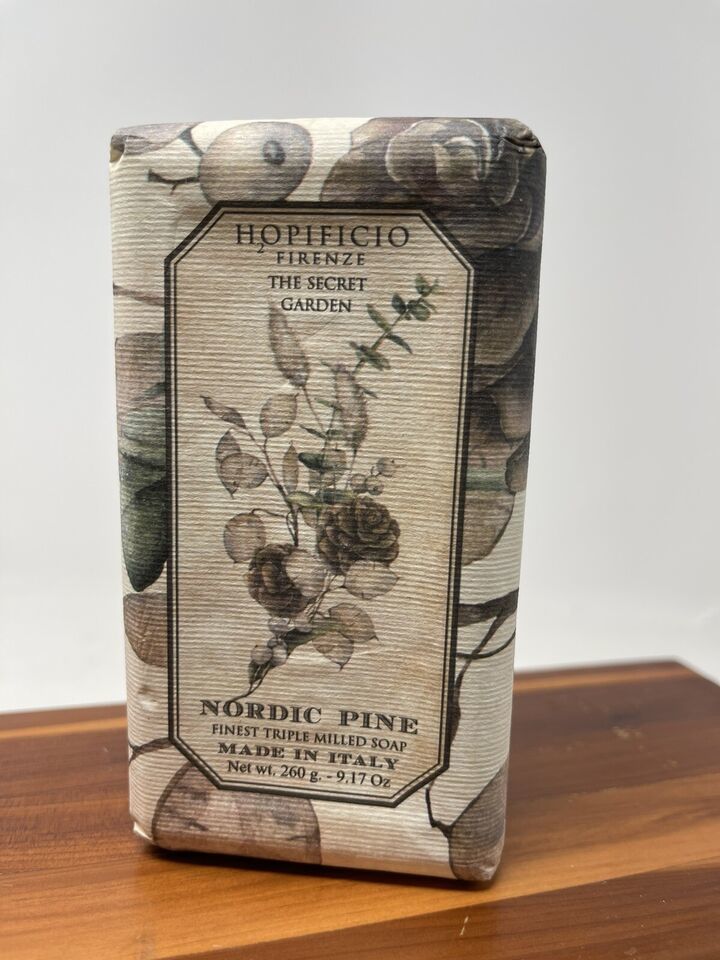 H2OPIFICIO
FIRENZE
THE SECRET
GARDEN
NORDIC PINE
FINEST TRIPLE MILLED SOAP
MADE IN ITALY
Net wt. 260 g. - 9,17 Oz